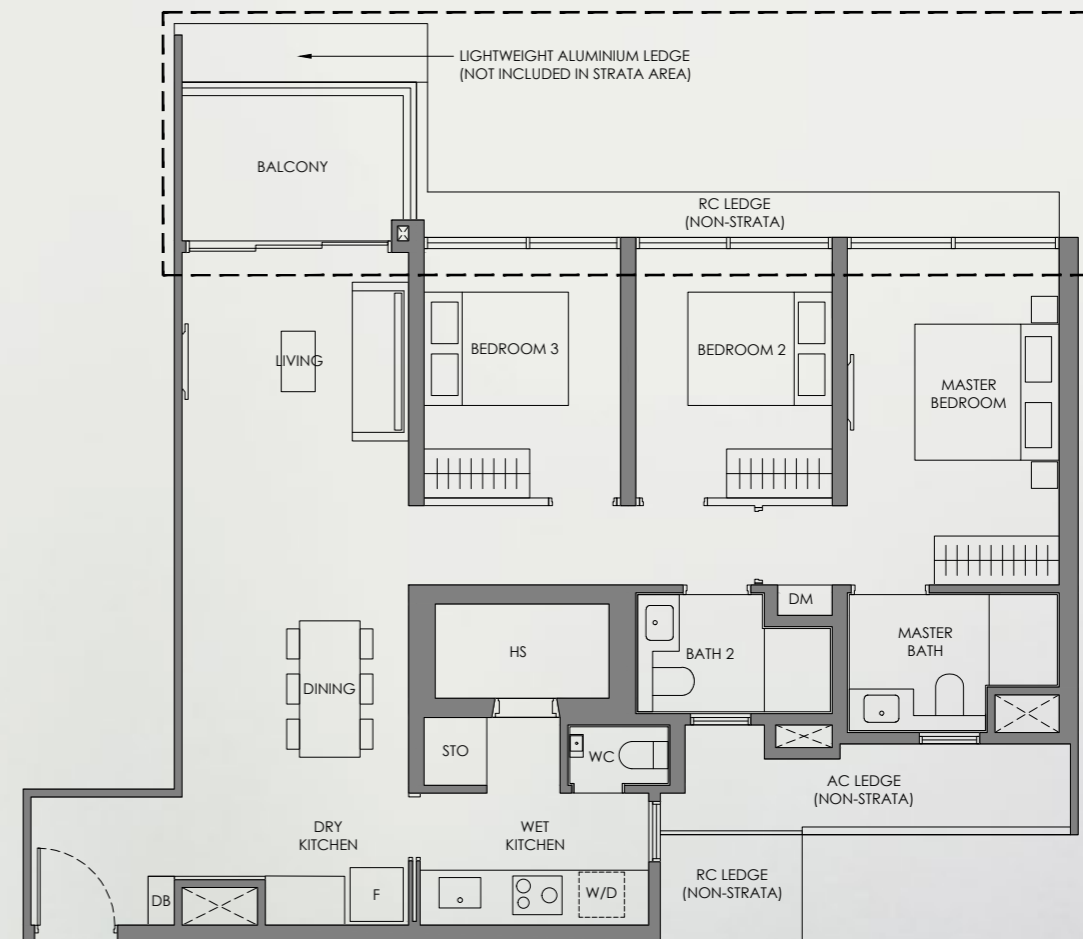 LIGHTWEIGHT ALUMINIUM LEDGE
(NOT INCLUDED IN STRATA AREA)
BALCONY
RC LEDGE
(NON-STRATA)
LIVING
BEDROOM 3
BEDROOM 2
MASTER
BEDROOM
HS
DM
BATH 2
MASTER
BATH
DINING
STO
WC
AC LEDGE
(NON-STRATA)
DRY
KITCHEN
WET
KITCHEN
DB
F
W/D
RC LEDGE
(NON-STRATA)